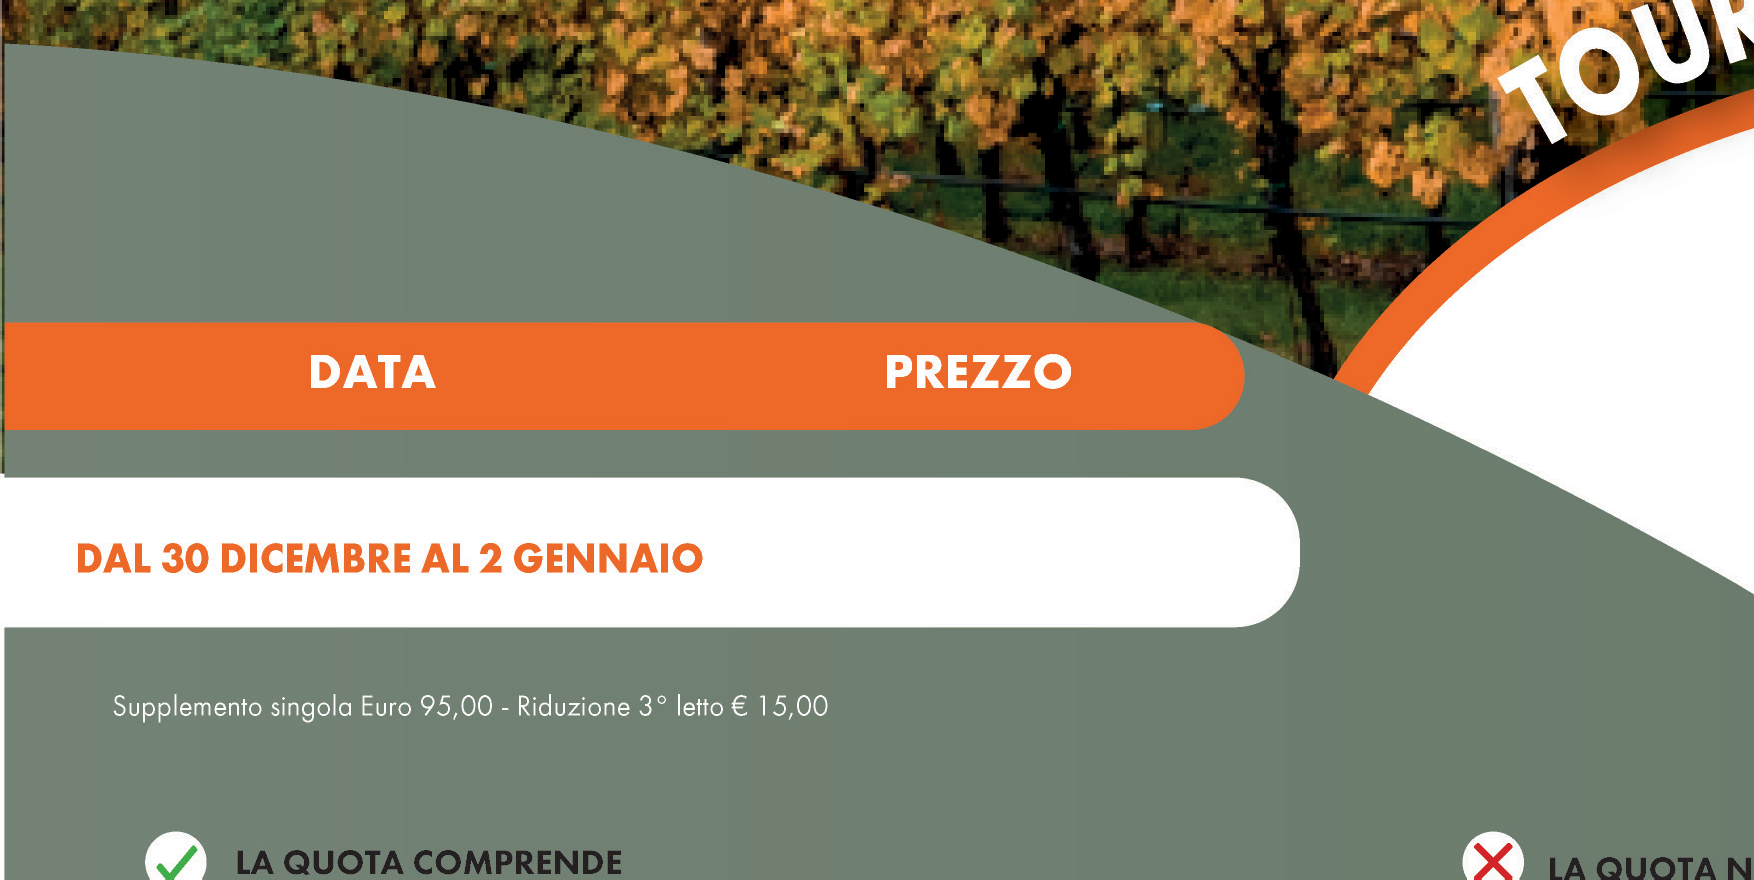 TOUR
DATA PREZZO
DAL 30 DICEMBRE AL 2 GENNAIO
Supplemento singola Euro 95,00 - Riduzione 3° letto € 15,00
LA QUOTA COMPRENDE
LA QUOTA N